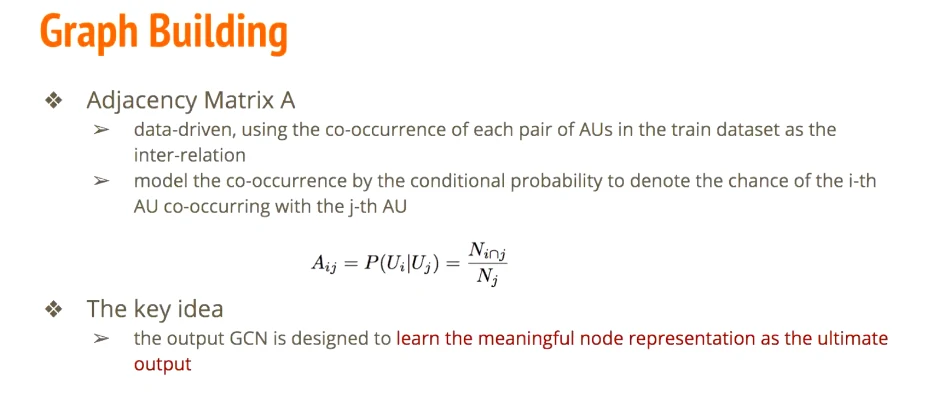 Graph Building
❖ Adjacency Matrix A
➢ data-driven, using the co-occurrence of each pair of AUs in the train dataset as the
inter-relation
➢ model the co-occurrence by the conditional probability to denote the chance of the i-th
AU co-occurring with the j-th AU
A_{ij} = P(U_i|U_j) = \frac{N_{i∩j}}{N_j}
❖ The key idea
➢ the output GCN is designed to learn the meaningful node representation as the ultimate
output